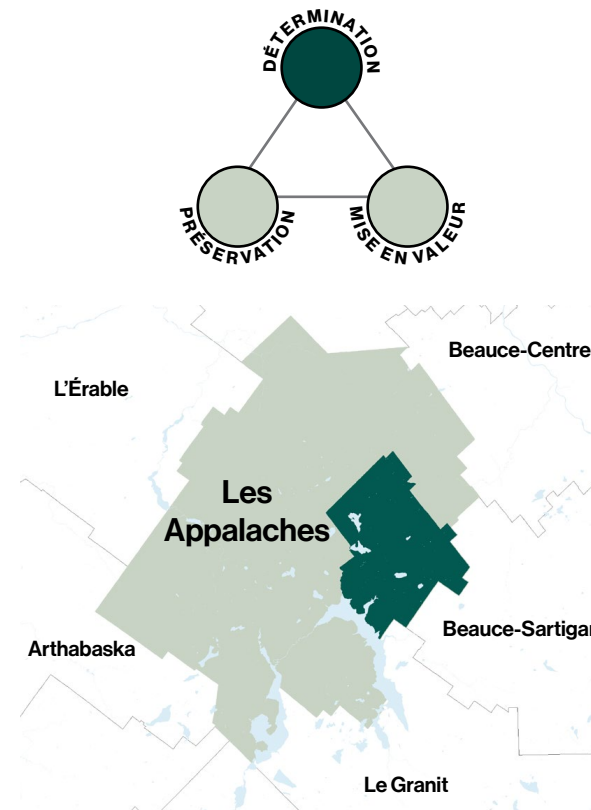 DÉTERMINATION
PRÉSERVATION
MISE EN VALEUR
Beauce-Centre
L'Érable
Les
Appalaches
Beauce-Sartigan
Arthabaska
Le Granit